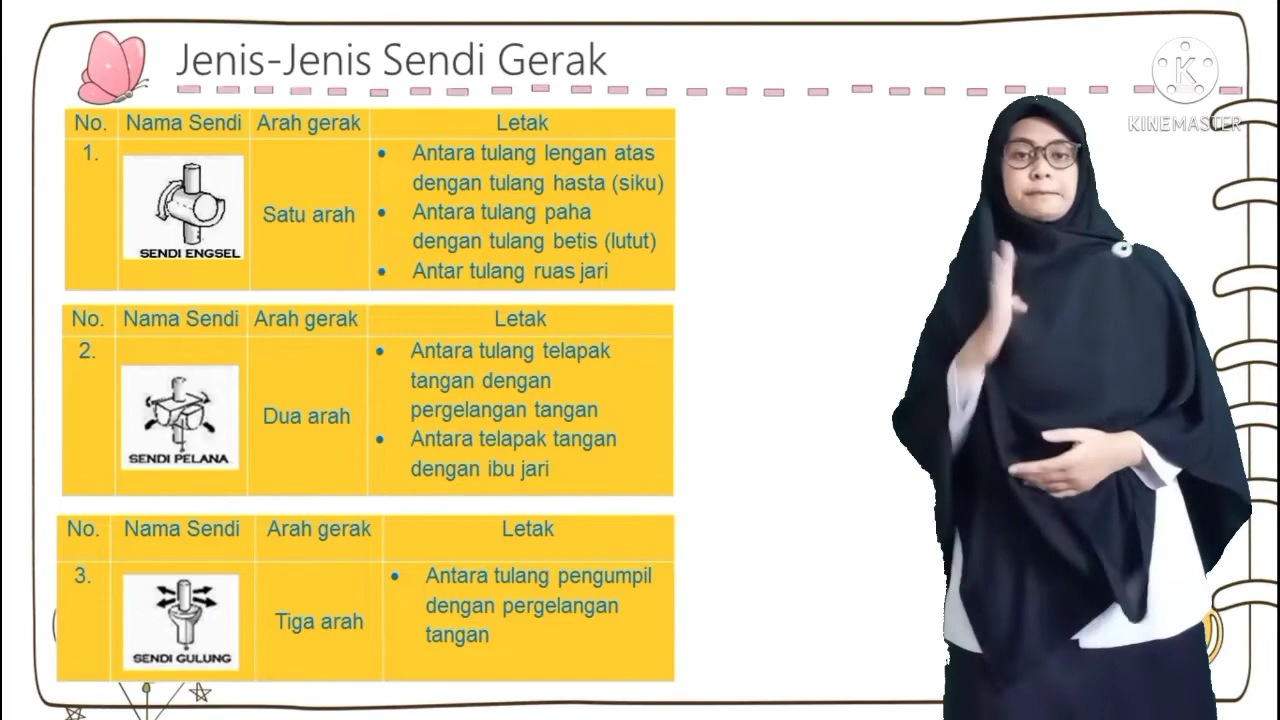 Jenis-Jenis Sendi Gerak
K
KINEMASTER
No. Nama Sendi Arah gerak Letak
1.
SENDI ENGSEL
Satu arah
• Antara tulang lengan atas
dengan tulang hasta (siku)
• Antara tulang paha
dengan tulang betis (lutut)
• Antar tulang ruas jari
No. Nama Sendi Arah gerak Letak
2.
SENDI PELANA
Dua arah
• Antara tulang telapak
tangan dengan
pergelangan tangan
• Antara telapak tangan
dengan ibu jari
No. Nama Sendi Arah gerak Letak
3.
SENDI GULUNG
Tiga arah
• Antara tulang pengumpil
dengan pergelangan
tangan